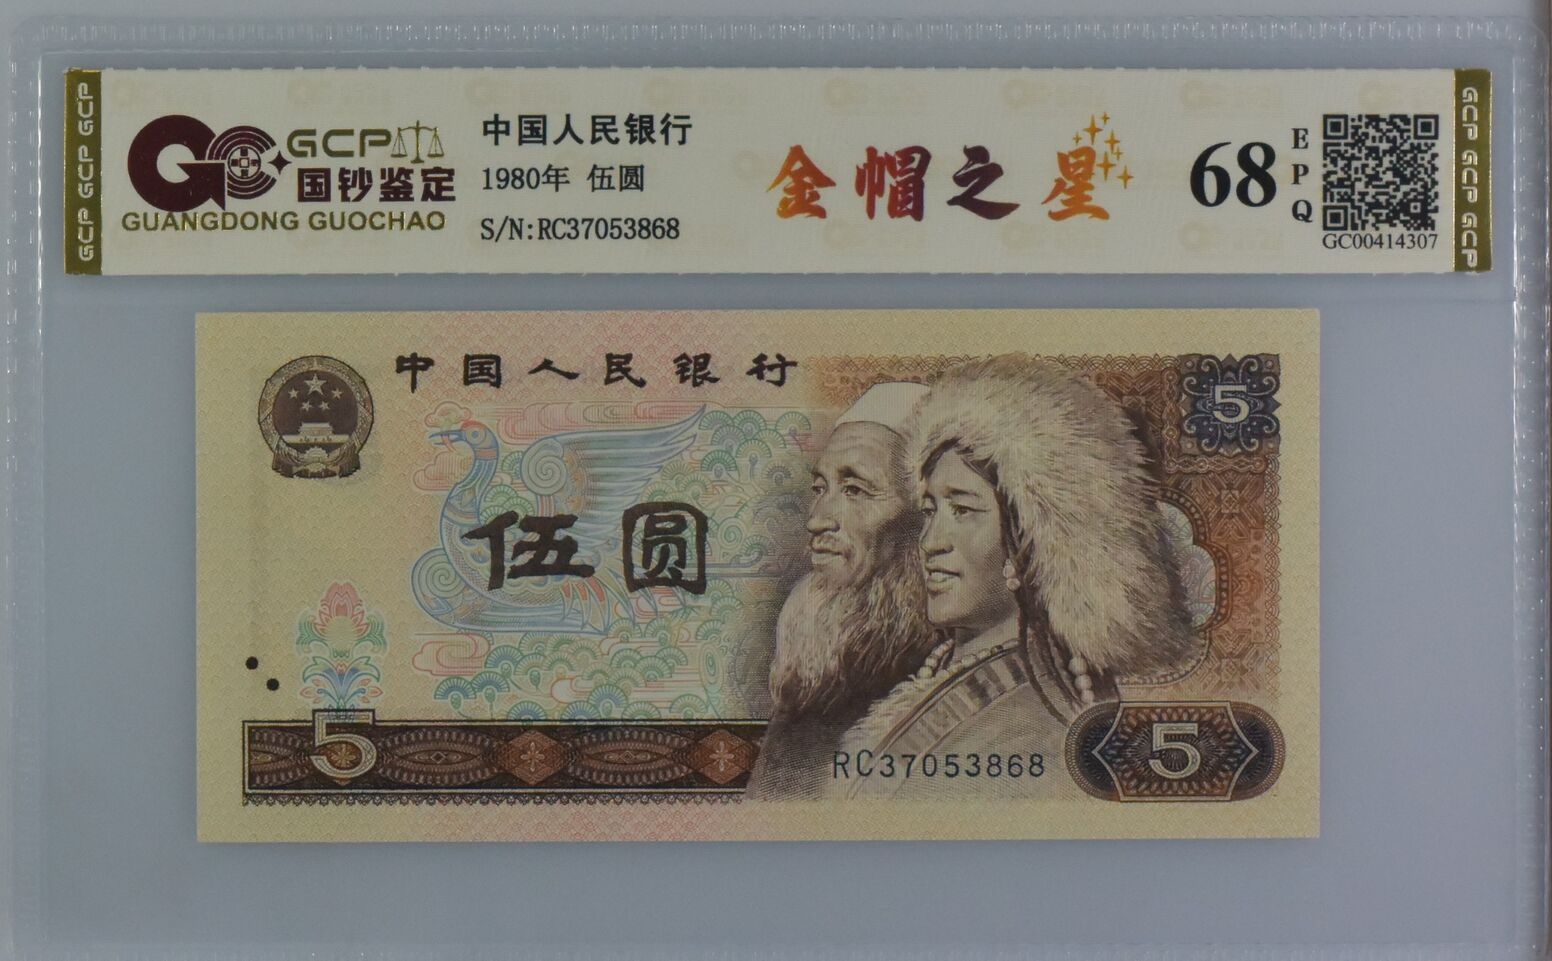 GCP GCP GCP
GCP
国钞鉴定
GUANGDONG GUOCHAO
中国人民银行
1980年 伍圆
S/N:RC37053868
金帽之星
68
EPQ
GC00414307
GCP GCP GCP
中国人民银行
5
伍圆
5
RC37053868
5